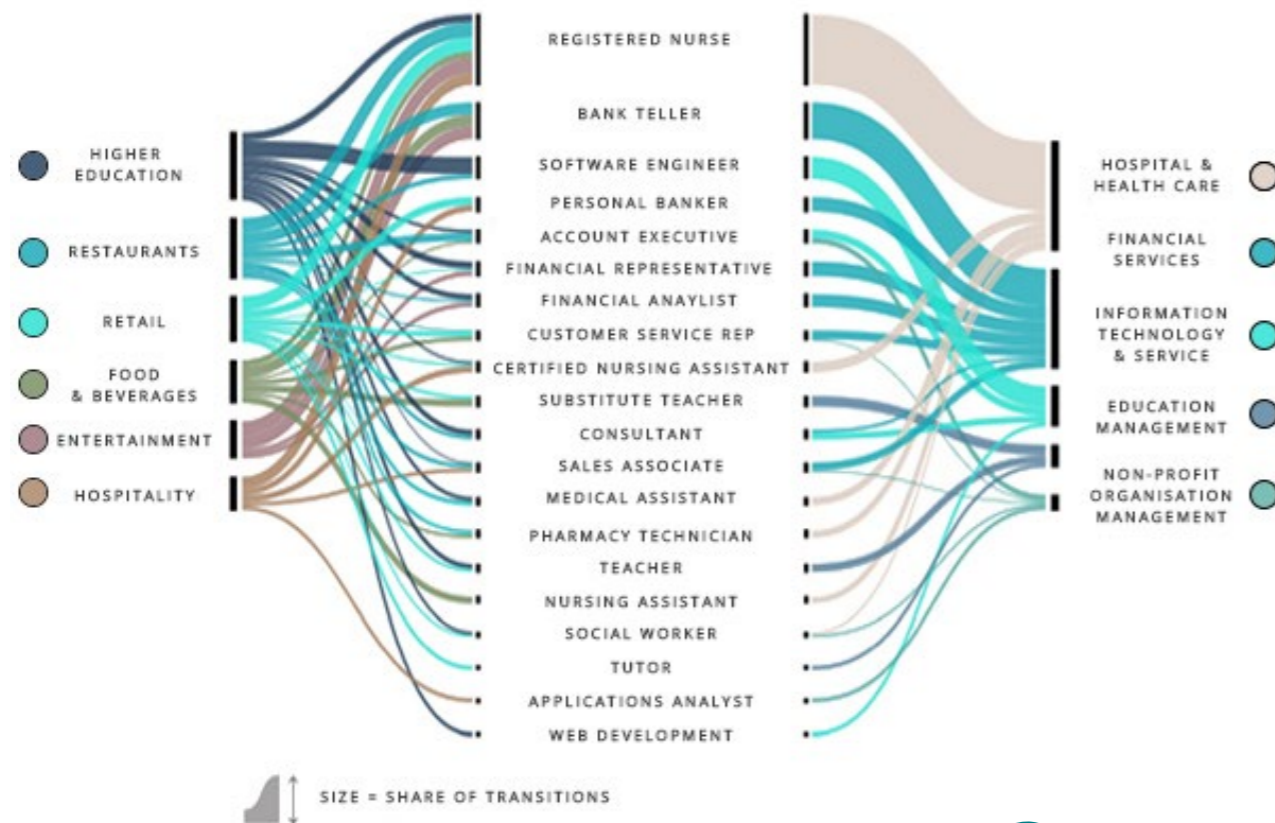 HIGHER
EDUCATION
RESTAURANTS
RETAIL
FOOD
& BEVERAGES
ENTERTAINMENT
HOSPITALITY
REGISTERED NURSE
BANK TELLER
SOFTWARE ENGINEER
PERSONAL BANKER
ACCOUNT EXECUTIVE
FINANCIAL REPRESENTATIVE
FINANCIAL ANAYLIST
CUSTOMER SERVICE REP
CERTIFIED NURSING ASSISTANT
SUBSTITUTE TEACHER
CONSULTANT
SALES ASSOCIATE
MEDICAL ASSISTANT
PHARMACY TECHNICIAN
TEACHER
NURSING ASSISTANT
SOCIAL WORKER
TUTOR
APPLICATIONS ANALYST
WEB DEVELOPMENT
HOSPITAL &
HEALTH CARE
FINANCIAL
SERVICES
INFORMATION
TECHNOLOGY
& SERVICE
EDUCATION
MANAGEMENT
NON-PROFIT
ORGANISATION
MANAGEMENT
SIZE = SHARE OF TRANSITIONS